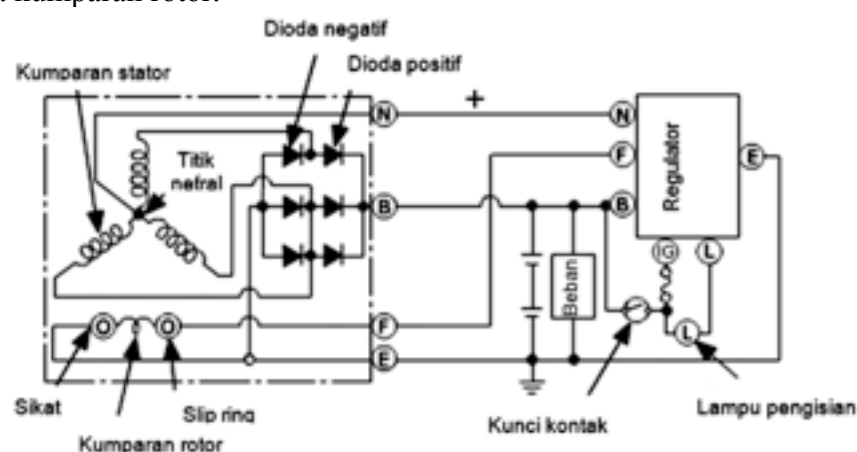 kumparan rotor.
Dioda negatif
Kumparan stator
Dioda positif
+
N
N
Titik
netral
F
Regulator
E
B
B
IG
L
Beban
F
L
E
Sikat
Slip ring
Kunci kontak
Lampu pengisian
Kumparan rotor